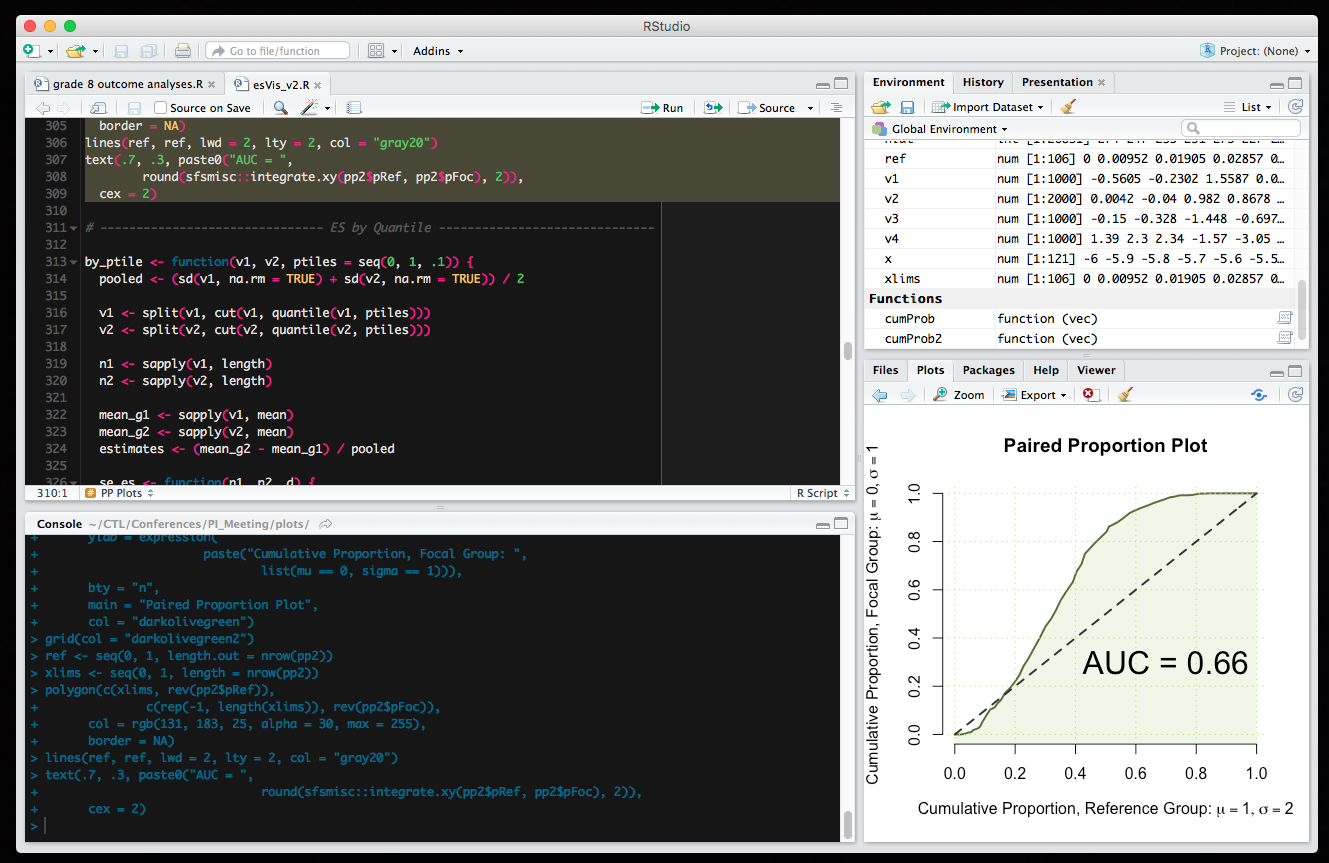 RStudio
Go to file/function
Addins
Project: (None)
grade 8 outcome analyses.R
esVis_v2.R
Source on Save
Run
Source
305 border = NA)
306 lines(ref, ref, lwd = 2, lty = 2, col = "gray20")
307 text(.7, .3, paste0("AUC = ",
308 round(sfsmisc::integrate.xy(pp2$pRef, pp2$pFoc), 2)),
309 cex = 2)
310
311 # ------------------------------- ES by Quantile ------------------------------
312
313 by_ptile <- function(v1, v2, ptiles = seq(0, 1, .1)) {
314 pooled <- (sd(v1, na.rm = TRUE) + sd(v2, na.rm = TRUE)) / 2
315
316 v1 <- split(v1, cut(v1, quantile(v1, ptiles)))
317 v2 <- split(v2, cut(v2, quantile(v2, ptiles)))
318
319 n1 <- sapply(v1, length)
320 n2 <- sapply(v2, length)
321
322 mean_g1 <- sapply(v1, mean)
323 mean_g2 <- sapply(v2, mean)
324 estimates <- (mean_g2 - mean_g1) / pooled
325
326 se_es <- function(n1, n2, d) {
310:1 # PP Plots
R Script
Console ~/CTL/Conferences/PI_Meeting/plots/
+ ylab = expression(
+ paste("Cumulative Proportion, Focal Group: ",
+ list(mu == 0, sigma == 1))),
+ bty = "n",
+ main = "Paired Proportion Plot",
+ col = "darkolivegreen")
> grid(col = "darkolivegreen2")
> ref <- seq(0, 1, length.out = nrow(pp2))
> xlims <- seq(0, 1, length = nrow(pp2))
> polygon(c(xlims, rev(pp2$pRef)),
+ c(rep(-1, length(xlims)), rev(pp2$pFoc)),
+ col = rgb(131, 183, 25, alpha = 30, max = 255),
+ border = NA)
> lines(ref, ref, lwd = 2, lty = 2, col = "gray20")
> text(.7, .3, paste0("AUC = ",
+ round(sfsmisc::integrate.xy(pp2$pRef, pp2$pFoc), 2)),
+ cex = 2)
>
Environment History Presentation
Import Dataset
List
Global Environment
ref num [1:106] 0 0.00952 0.01905 0.02857 0…
v1 num [1:1000] -0.5605 -0.2302 1.5587 0.0…
v2 num [1:2000] 0.0042 -0.04 0.982 0.8678 …
v3 num [1:1000] -0.15 -0.328 -1.448 -0.697…
v4 num [1:1000] 1.39 2.3 2.34 -1.57 -3.05 …
x num [1:121] -6 -5.9 -5.8 -5.7 -5.6 -5.5…
xlims num [1:106] 0 0.00952 0.01905 0.02857 0…
Functions
cumProb function (vec)
cumProb2 function (vec)
Files Plots Packages Help Viewer
Zoom Export
Paired Proportion Plot
Cumulative Proportion, Focal Group: μ = 0, σ = 1
1.0
0.8
0.6
0.4
0.2
0.0
AUC = 0.66
0.0 0.2 0.4 0.6 0.8 1.0
Cumulative Proportion, Reference Group: μ = 1, σ = 2